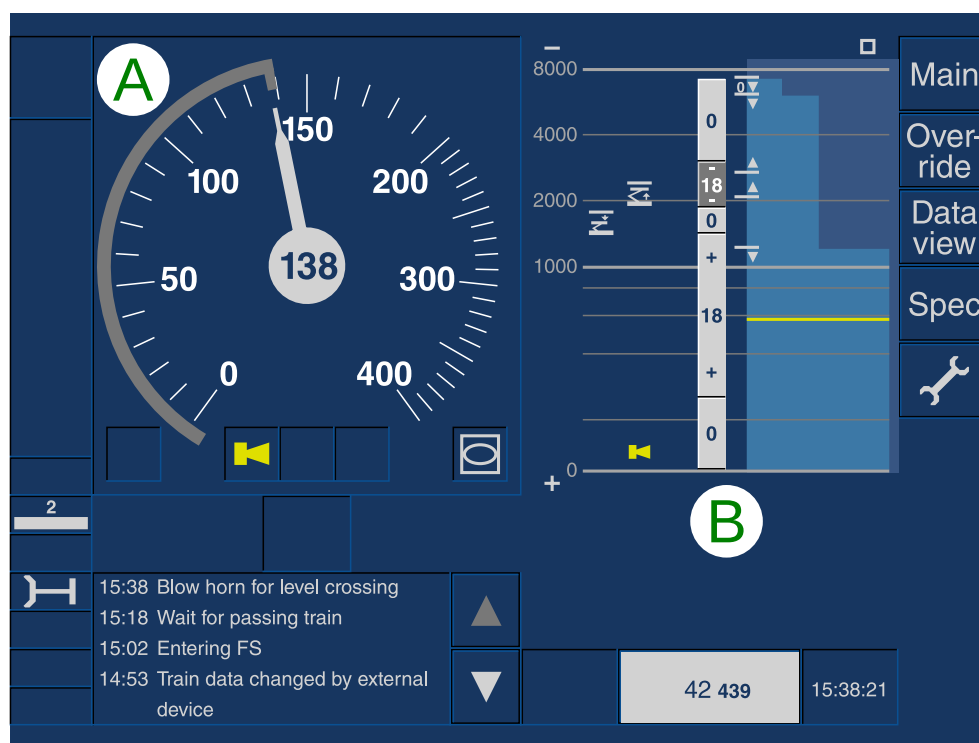 A
150
100
200
50
138
300
0
400
−
8000
4000
2000
1000
0
+
0
0
-
18
-
0
+
18
+
0
B
Main
Over-
ride
Data
view
Spec
2
15:38 Blow horn for level crossing
15:18 Wait for passing train
15:02 Entering FS
14:53 Train data changed by external
device
42 439
15:38:21